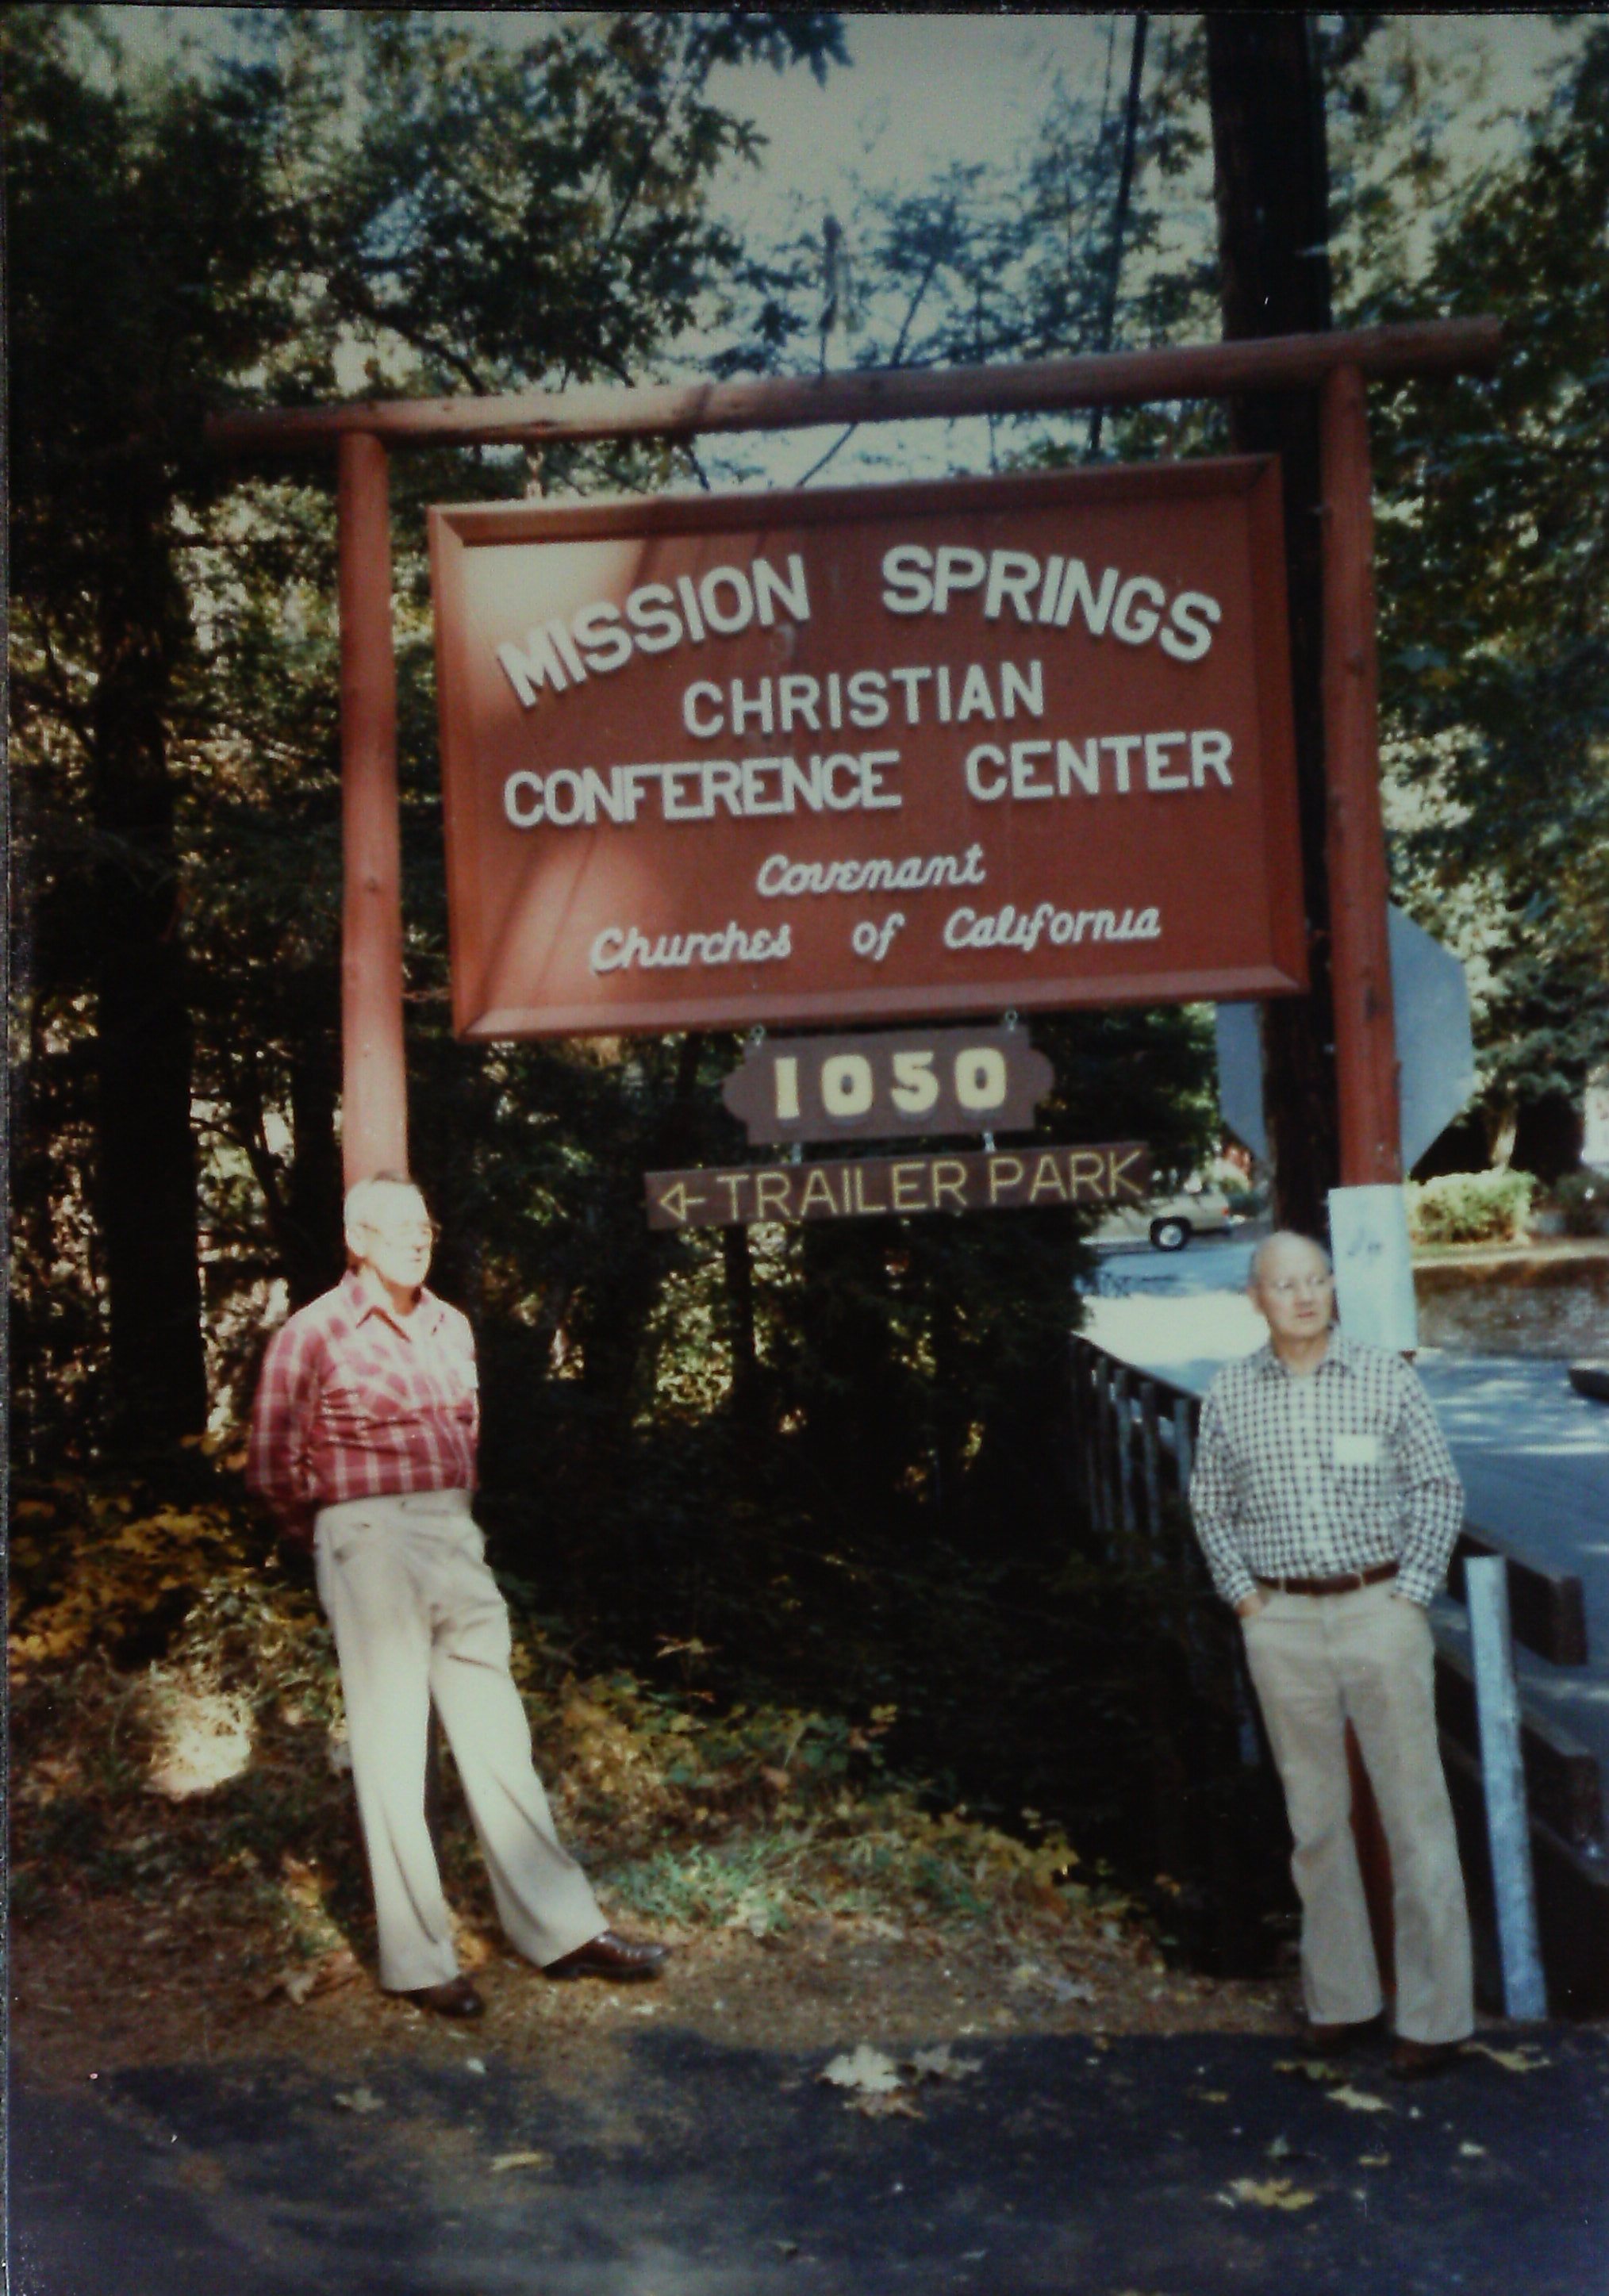 MISSION SPRINGS
CHRISTIAN
CONFERENCE CENTER
Covenant
Churches of California
1050
TRAILER PARK